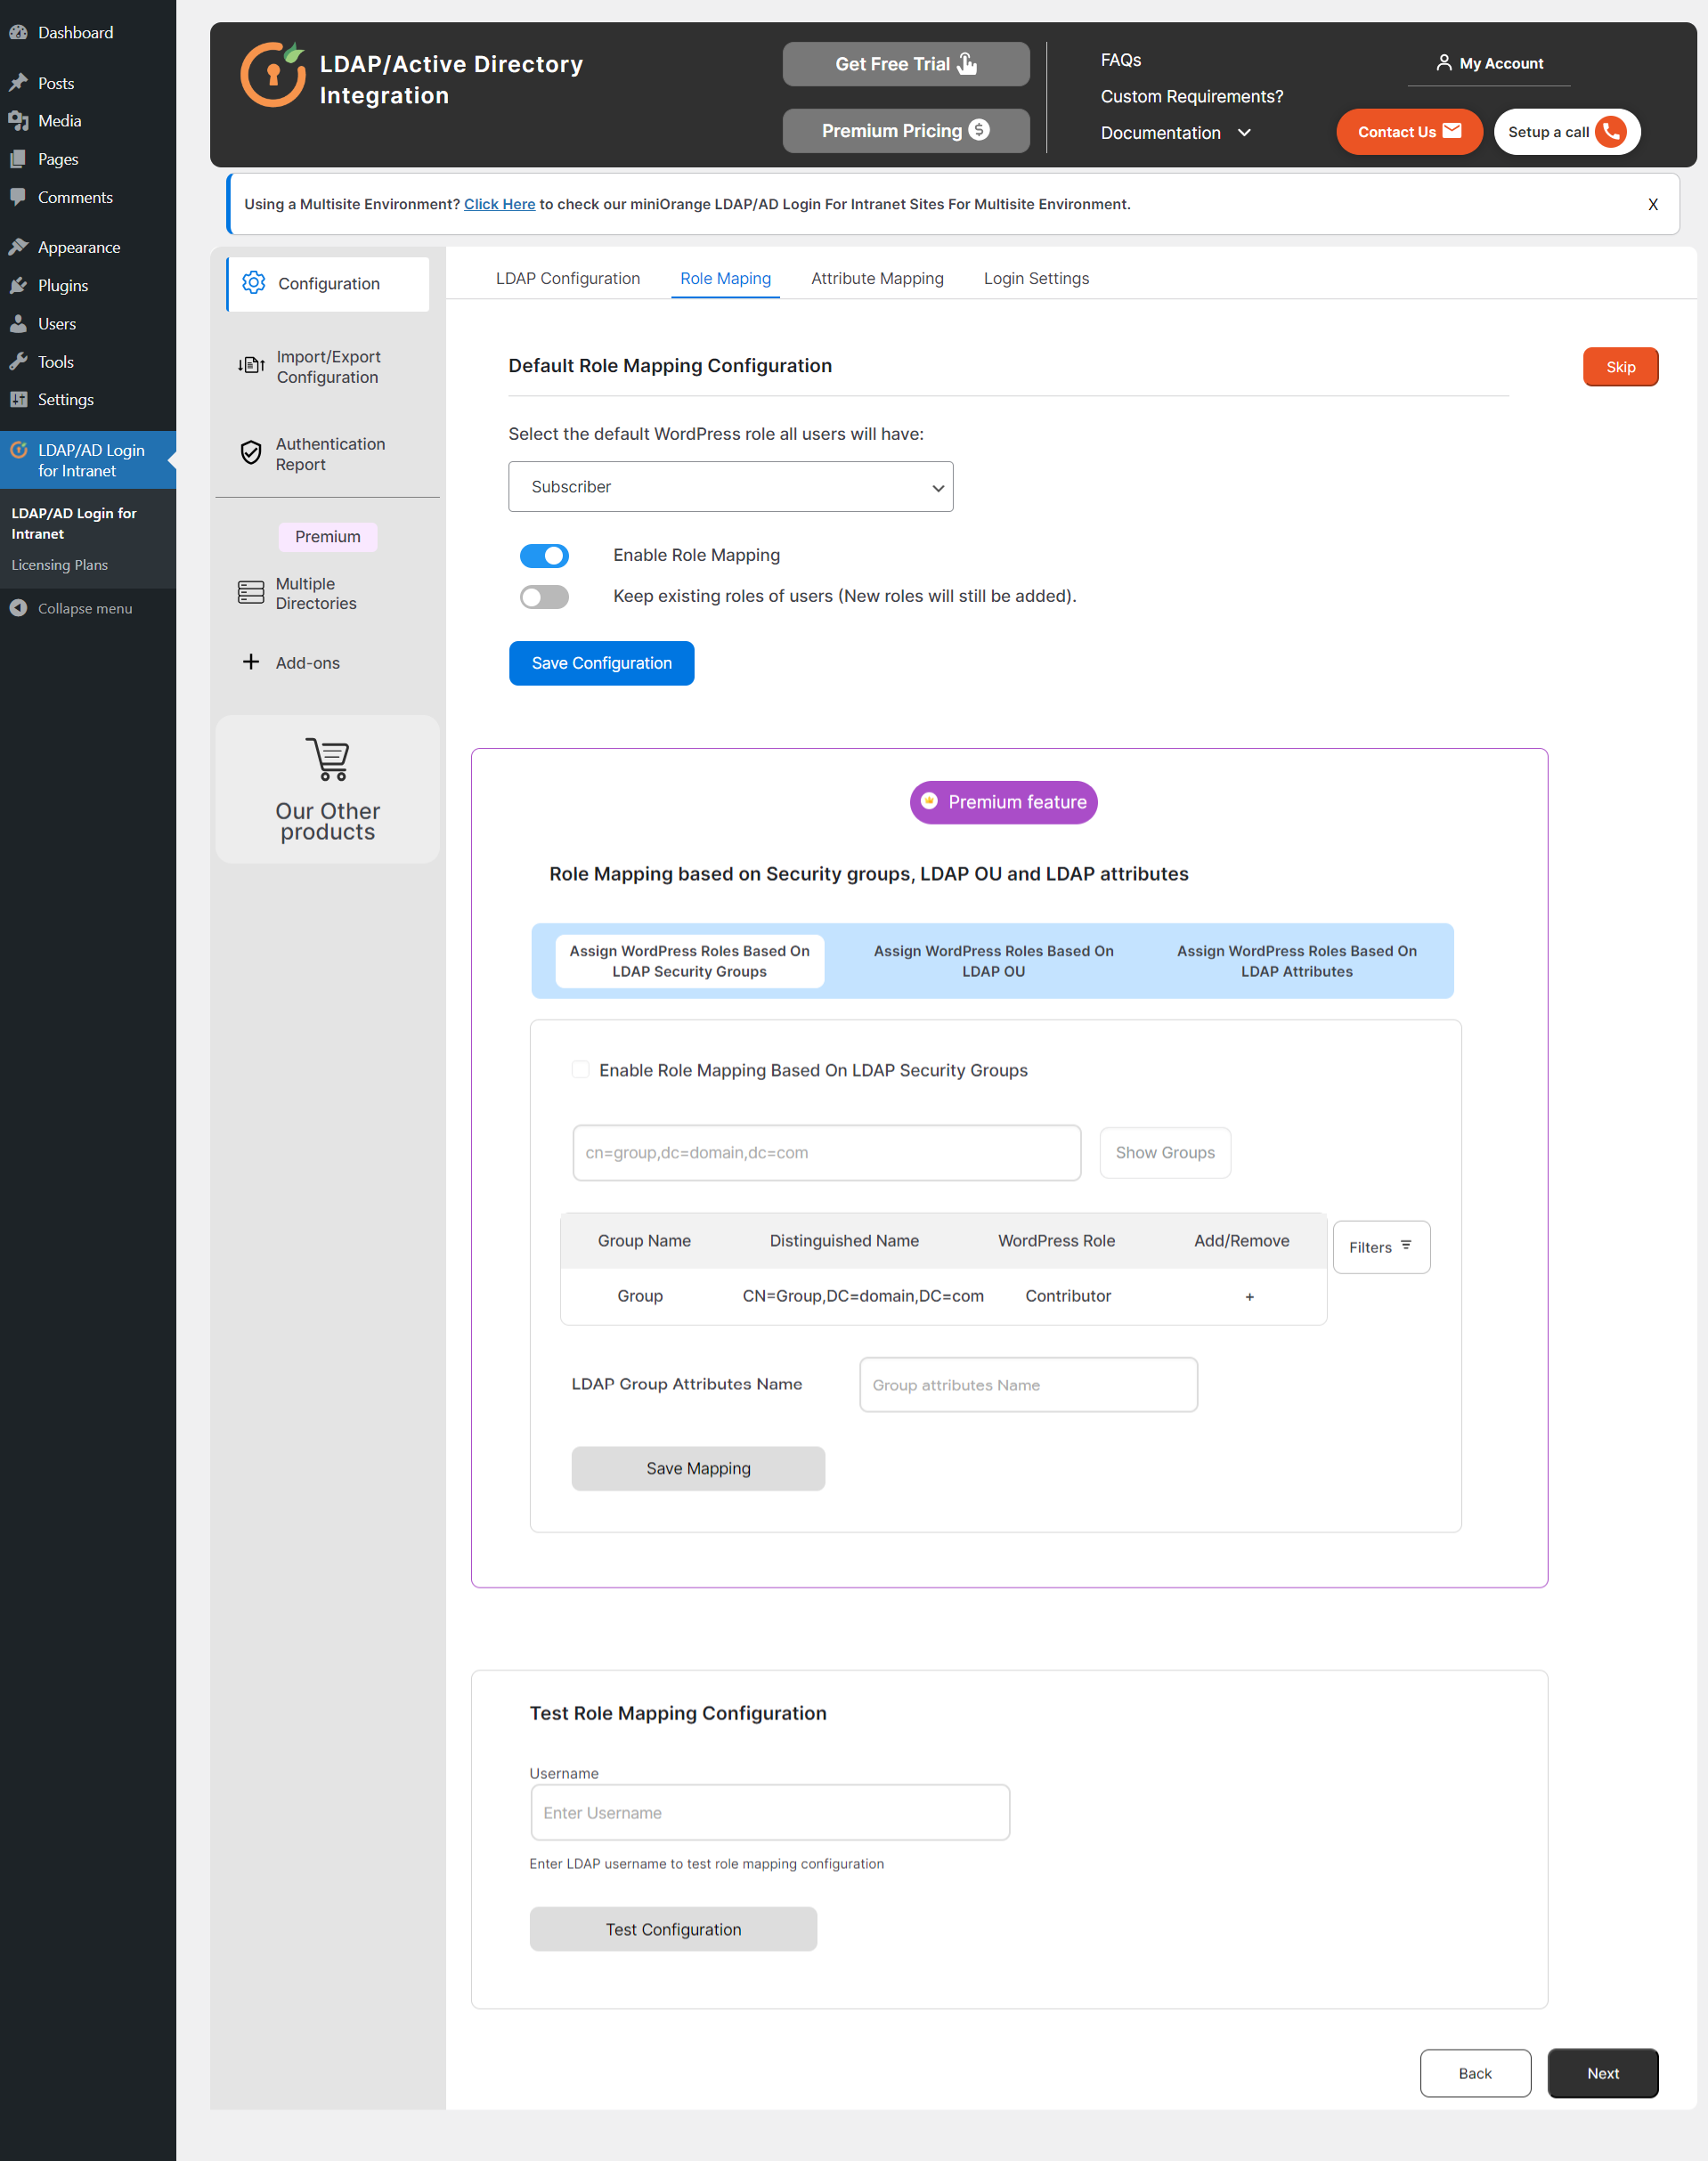 Dashboard
Posts
Media
Pages
Comments
Appearance
Plugins
Users
Tools
Settings
LDAP/AD Login
for Intranet
LDAP/AD Login for
Intranet
Licensing Plans
Collapse menu
LDAP/Active Directory
Integration
Get Free Trial
Premium Pricing $
FAQs
Custom Requirements?
Documentation
My Account
Contact Us
Setup a call
Using a Multisite Environment? Click Here to check our miniOrange LDAP/AD Login For Intranet Sites For Multisite Environment.
X
Configuration
Import/Export
Configuration
Authentication
Report
Premium
Multiple
Directories
Add-ons
Our Other
products
LDAP Configuration
Role Maping
Attribute Mapping
Login Settings
Default Role Mapping Configuration
Skip
Select the default WordPress role all users will have:
Subscriber
Enable Role Mapping
Keep existing roles of users (New roles will still be added).
Save Configuration
Premium feature
Role Mapping based on Security groups, LDAP OU and LDAP attributes
Assign WordPress Roles Based On
LDAP Security Groups
Assign WordPress Roles Based On
LDAP OU
Assign WordPress Roles Based On
LDAP Attributes
Enable Role Mapping Based On LDAP Security Groups
cn=group,dc=domain,dc=com
Show Groups
Group Name
Distinguished Name
WordPress Role
Add/Remove
Filters
Group
CN=Group,DC=domain,DC=com
Contributor
+
LDAP Group Attributes Name
Group attributes Name
Save Mapping
Test Role Mapping Configuration
Username
Enter Username
Enter LDAP username to test role mapping configuration
Test Configuration
Back
Next